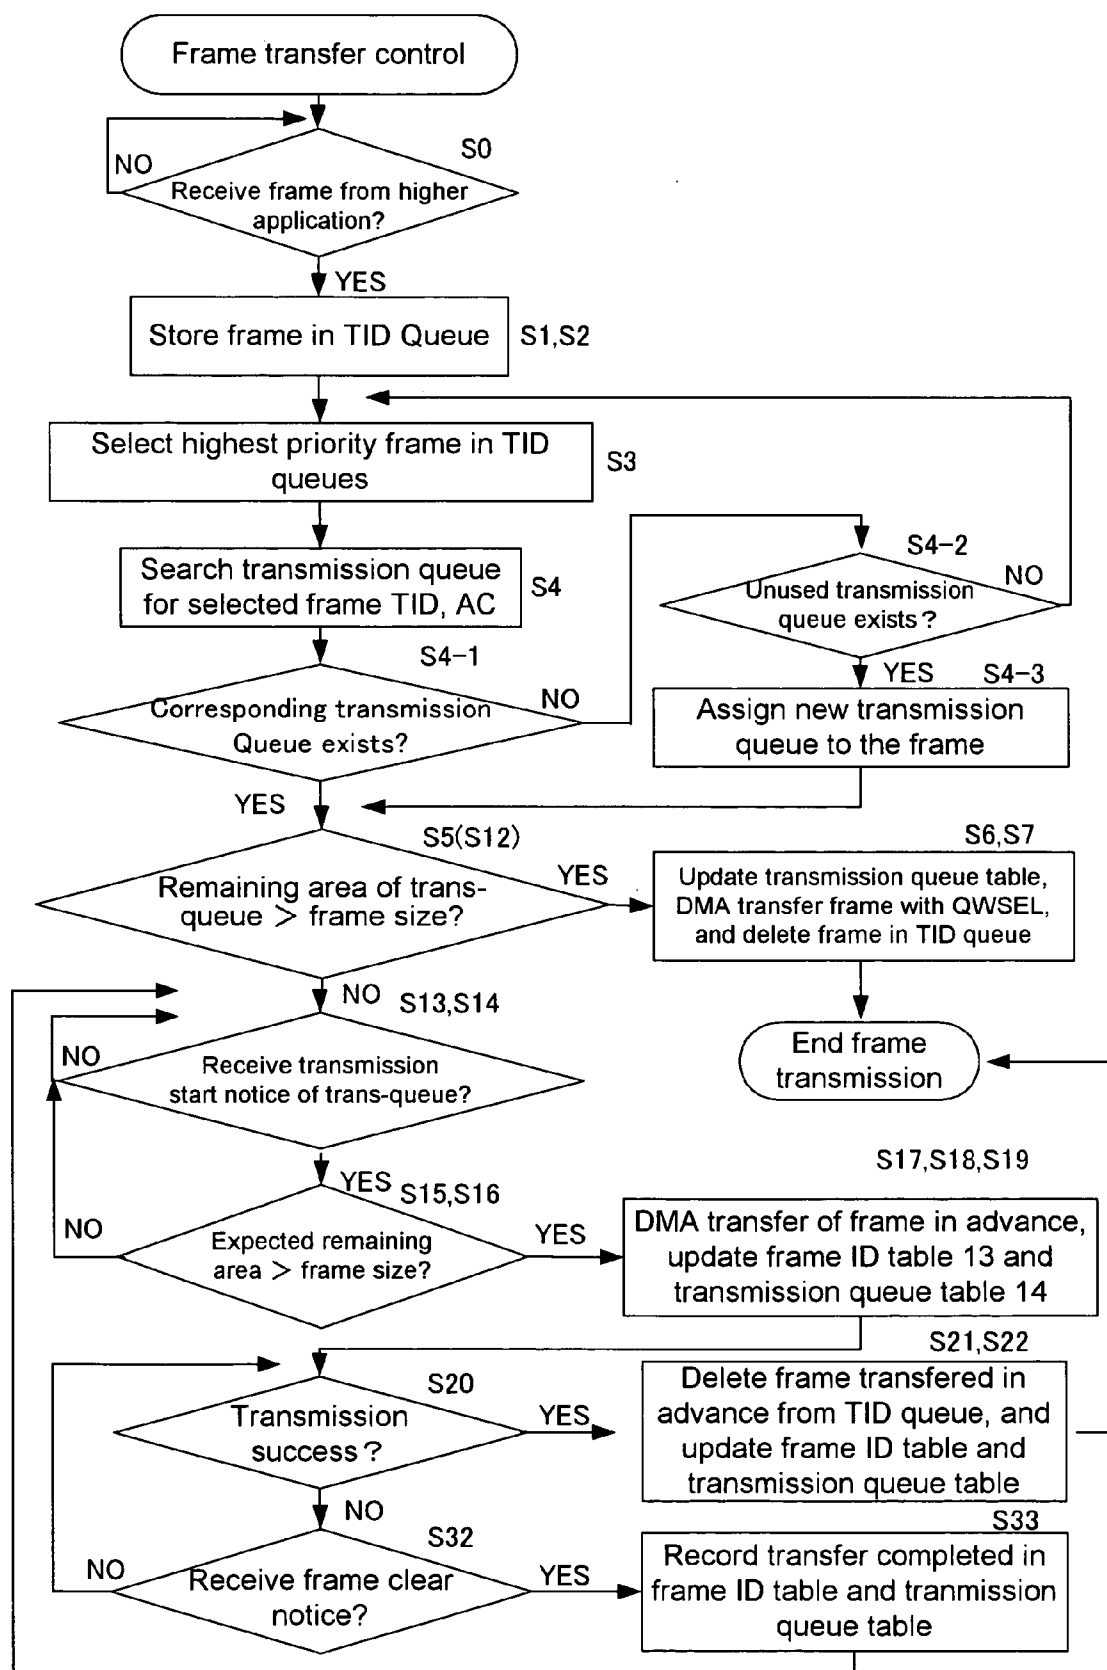 Frame transfer control
S0
NO
Receive frame from higher
application?
YES
Store frame in TID Queue
S1,S2
Select highest priority frame in TID
queues
S3
S4-2
Search transmission queue
for selected frame TID, AC
S4
Unused transmission
queue exists?
NO
S4-1
YES
S4-3
Corresponding transmission
Queue exists?
NO
Assign new transmission
queue to the frame
YES
S5(S12)
S6,S7
Remaining area of trans-
queue > frame size?
YES
Update transmission queue table,
DMA transfer frame with QWSEL,
and delete frame in TID queue
NO
S13,S14
NO
Receive transmission
start notice of trans-queue?
End frame
transmission
S17,S18,S19
YES
S15,S16
NO
Expected remaining
area > frame size?
YES
DMA transfer of frame in advance,
update frame ID table 13 and
transmission queue table 14
S21,S22
S20
Transmission
success?
YES
Delete frame transfered in
advance from TID queue, and
update frame ID table and
transmission queue table
NO
S33
S32
NO
Receive frame clear
notice?
YES
Record transfer completed in
frame ID table and tranmission
queue table